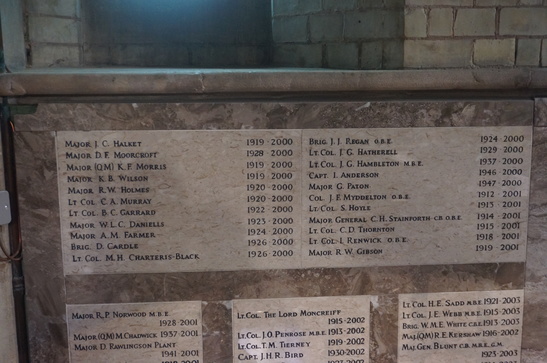 Major J. C. Halket 1919 - 2000
Major D. F. Moorcroft 1928 - 2000
Major (QM) K. F. Morris 1919 - 2000
Major K. B. Wilson 1919 - 2000
Major R. W. Holmes 1920 - 2000
Lt Col. C. A. Murray 1920 - 2000
Lt Col. B. C. Garrard 1922 - 2000
Major W. L. C. Daniells 1923 - 2000
Major A. M. Farmer 1924 - 2000
Brig. D. Gardle 1926 - 2000
Lt. Col. M. H. Charteris-Black 1926 - 2000
Brig. J. J. Regan O.B.E. 1924 - 2000
Lt. Col. J. G. Hatherell 1929 - 2000
Lt. Col. J. G. Hambleton M.B.E. 1937 - 2000
Capt. J. Anderson 1946 - 2000
Major G. Paton 1947 - 2000
Col. J. F. Myddelton O.B.E. 1912 - 2001
Lt. Col. S. Hoyle 1915 - 2001
Major General C. H. Stainforth C.B. O.B.E. 1914 - 2001
Lt. Col. C. D. Thornton 1915 - 2001
Lt. Col. I. Renwick O.B.E. 1918 - 2001
Major R. W. Gibson 1919 - 2001
Major R. P. Norwood M.B.E.
1928 - 2001
Major (QM) M. Chadwick 1937 - 2001
Major D. Rawlingson Plant
1941 - 2001
Lt. Col. The Lord Moncreiff
1915 - 2002
Lt. Col. J. O. Penrose M.B.E. 1913 - 2002
Lt. Col. T. M. Tierney 1919 - 2002
Capt. J. H. R. Bird 1930 - 2002
Lt. Col. H. E. Sadd M.B.E. 1921 - 2003
Lt. Col. J. E. Webb M.B.E. 1915 - 2003
Brig. W. M. E. White C.B.E. 1913 - 2003
Maj. (QM) R. E. Kershaw 1916 - 2002
Maj. Gen. Blunt C.B. M.B.E. G.M.
1923 - 2003